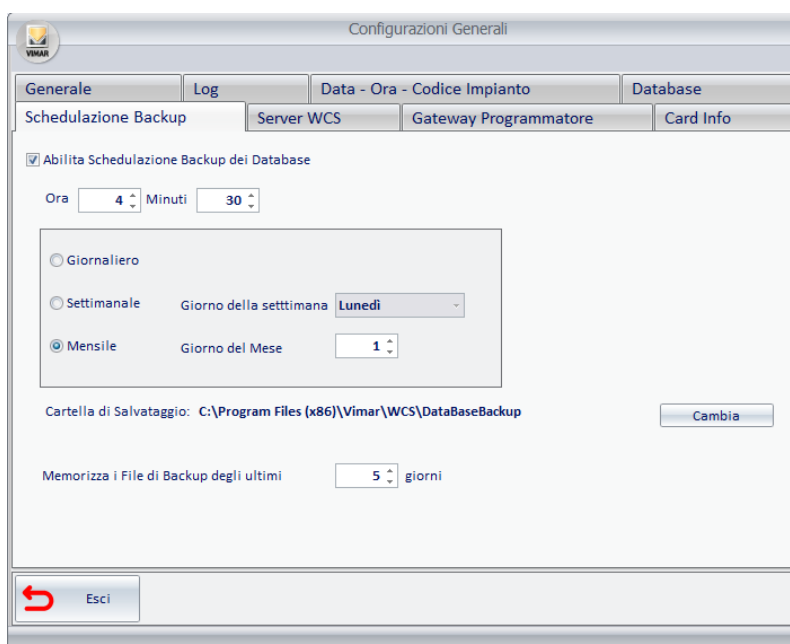 Configurazioni Generali
VIMAR
Generale Log Data - Ora - Codice Impianto Database
Schedulazione Backup Server WCS Gateway Programmatore Card Info
Abilita Schedulazione Backup dei Database
Ora 4 Minuti 30
Giornaliero
Settimanale Giorno della setttimana Lunedì
Mensile Giorno del Mese 1
Cartella di Salvataggio: C:\Program Files (x86)\Vimar\WCS\DataBaseBackup Cambia
Memorizza i File di Backup degli ultimi 5 giorni
Esci